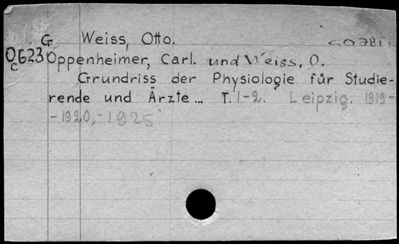 G Weiss, Otto.
Oc623 Oppenheimer, Carl. und Weiss, O.
Grundriss der Physiologie für Studie-
rende und Ärzte... T. 1-2. Leipzig. 1919-
-1920,-1925